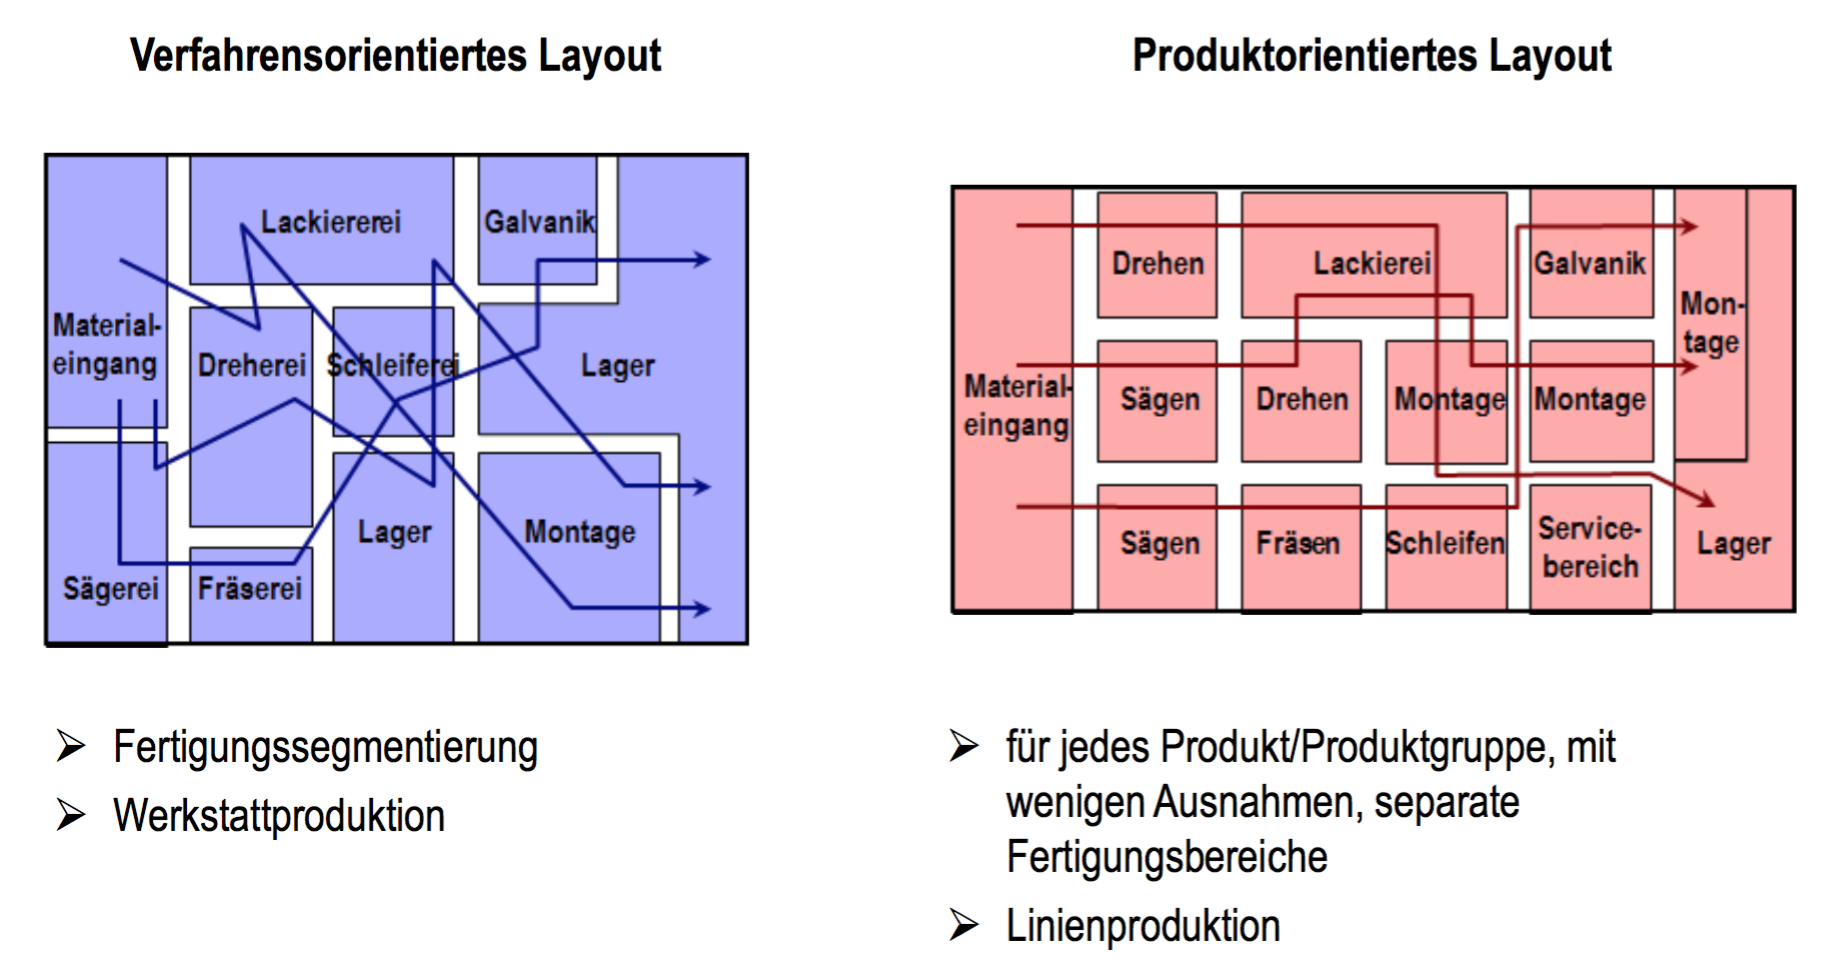 Verfahrensorientiertes Layout
Produktorientiertes Layout
Lackiererei
Galvanik
Material-
eingang
Dreherei
Schleiferei
Lager
Lager
Montage
Sägerei
Fräserei
Drehen
Lackierei
Galvanik
Mon-
tage
Material-
eingang
Sägen
Drehen
Montage
Montage
Sägen
Fräsen
Schleifen
Service-
bereich
Lager
➢ Fertigungssegmentierung
➢ Werkstattproduktion
➢ für jedes Produkt/Produktgruppe, mit
wenigen Ausnahmen, separate
Fertigungsbereiche
➢ Linienproduktion